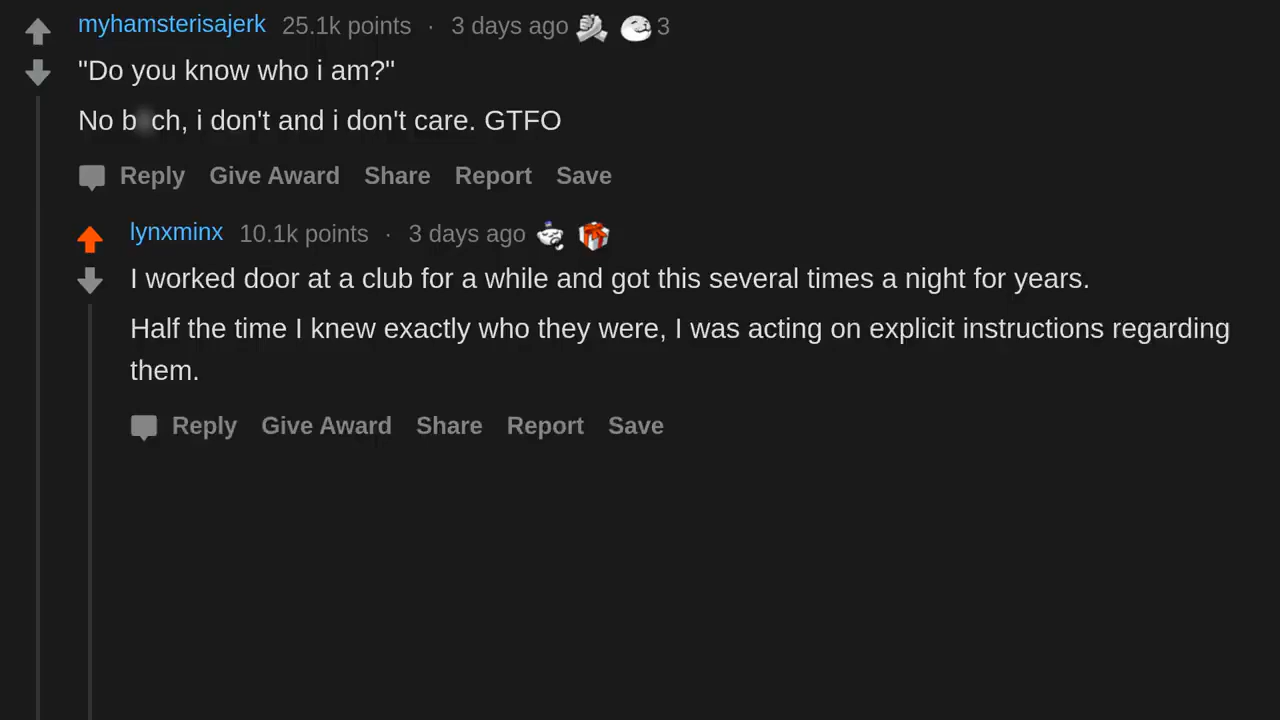 myhamsterisajerk 25.1k points · 3 days ago 3
"Do you know who i am?"
No b ch, i don't and i don't care. GTFO
Reply Give Award Share Report Save
lynxminx 10.1k points · 3 days ago
I worked door at a club for a while and got this several times a night for years.
Half the time I knew exactly who they were, I was acting on explicit instructions regarding
them.
Reply Give Award Share Report Save